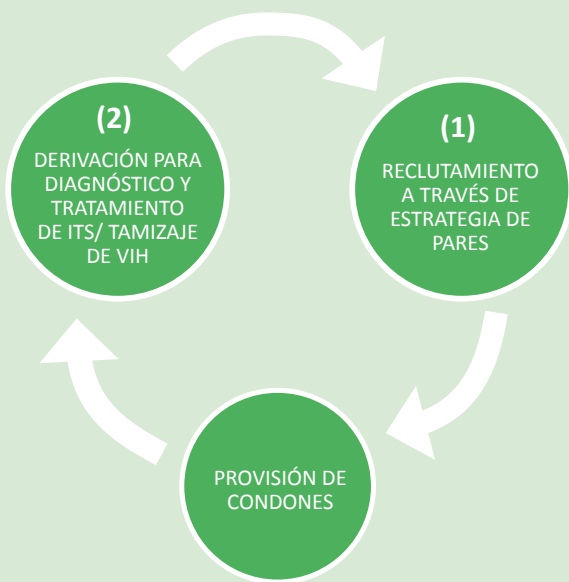 (2)
DERIVACIÓN PARA
DIAGNÓSTICO Y
TRATAMIENTO
DE ITS/ TAMIZAJE
DE VIH
(1)
RECLUTAMIENTO
A TRAVÉS DE
ESTRATEGIA DE
PARES
PROVISIÓN DE
CONDONES